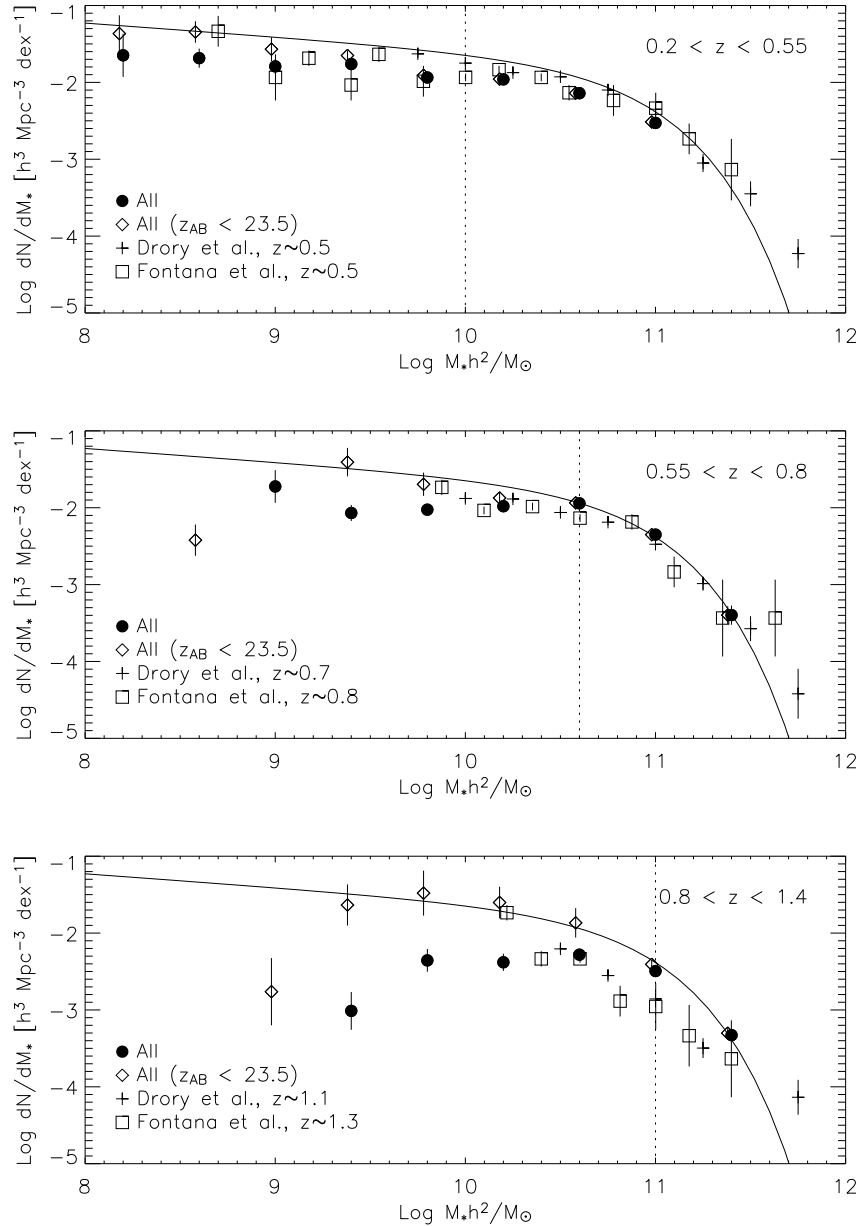 −1
−2
−3
−4
−5
Log dN/dM* [h³ Mpc⁻³ dex⁻¹]
0.2 < z < 0.55
All
All (z_AB < 23.5)
Drory et al., z~0.5
Fontana et al., z~0.5
8 9 10 11 12
Log M*h²/M⊙
−1
−2
−3
−4
−5
Log dN/dM* [h³ Mpc⁻³ dex⁻¹]
0.55 < z < 0.8
All
All (z_AB < 23.5)
Drory et al., z~0.7
Fontana et al., z~0.8
8 9 10 11 12
Log M*h²/M⊙
−1
−2
−3
−4
−5
Log dN/dM* [h³ Mpc⁻³ dex⁻¹]
0.8 < z < 1.4
All
All (z_AB < 23.5)
Drory et al., z~1.1
Fontana et al., z~1.3
8 9 10 11 12
Log M*h²/M⊙